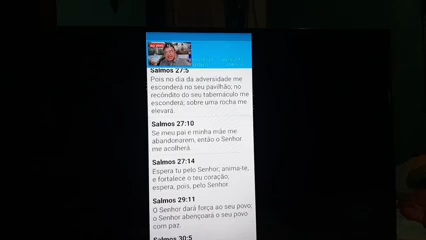 AO VIVO
Salmos 27:5
Pois no dia da adversidade me
esconderá no seu pavilhão; no
recôndito do seu tabernáculo me
esconderá; sobre uma rocha me
elevará.
Salmos 27:10
Se meu pai e minha mãe me
abandonarem, então o Senhor
me acolherá.
Salmos 27:14
Espera tu pelo Senhor; anima-te,
e fortalece o teu coração;
espera, pois, pelo Senhor
Salmos 29:11
O Senhor dará força ao seu povo;
o Senhor abençoará o seu povo
com paz.
Salmos 30:5